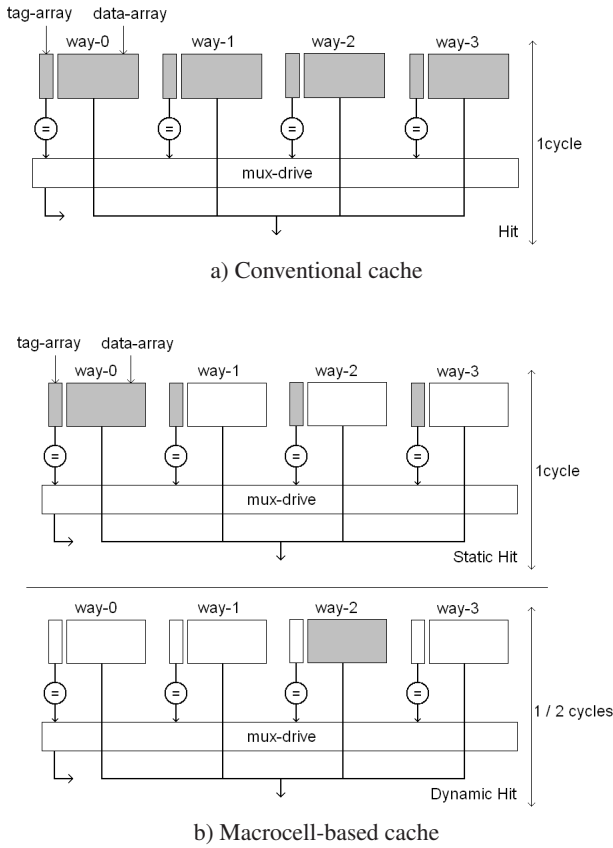 tag-array data-array
way-0 way-1 way-2 way-3
= = = =
1cycle
mux-drive
Hit
a) Conventional cache
tag-array data-array
way-0 way-1 way-2 way-3
= = = =
1cycle
mux-drive
Static Hit
way-0 way-1 way-2 way-3
= = = =
1 / 2 cycles
mux-drive
Dynamic Hit
b) Macrocell-based cache